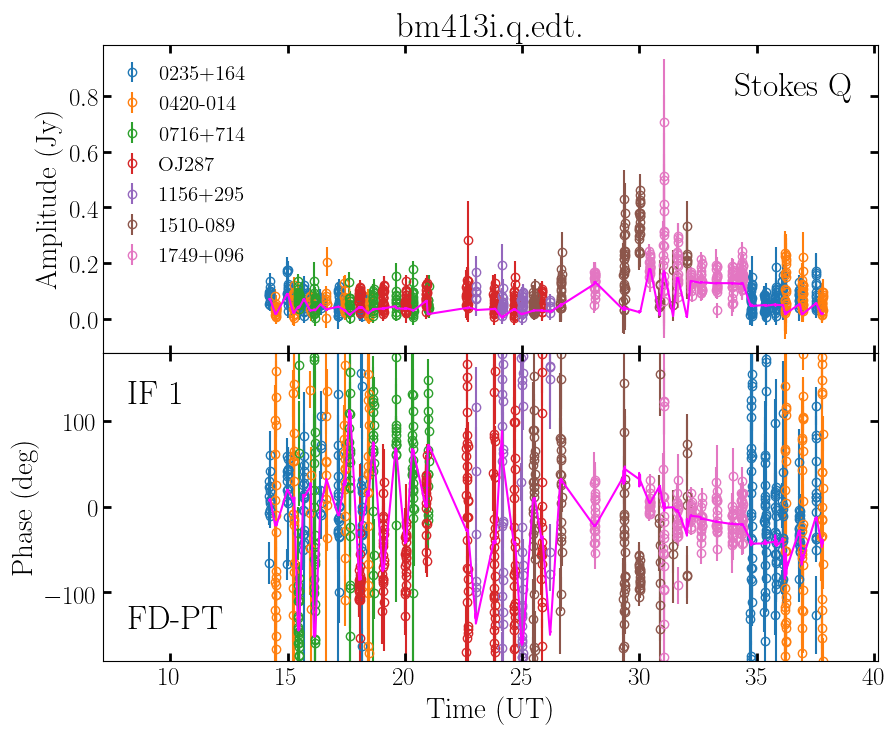 bm413i.q.edt.
Stokes Q
0235+164
0420-014
0716+714
OJ287
1156+295
1510-089
1749+096
Amplitude (Jy)
0.8
0.6
0.4
0.2
0.0
IF 1
FD-PT
Phase (deg)
100
0
−100
10 15 20 25 30 35 40
Time (UT)